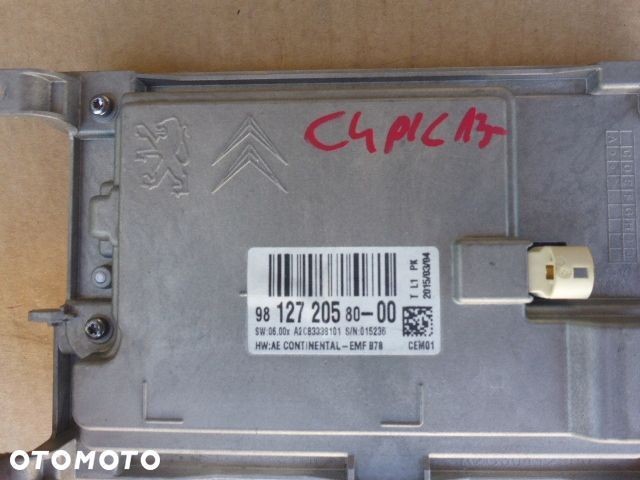 C4 PIC 13r
98 127 205 80-00
SW:06.00x A2C83338101 S/N:015236
HW:AE CONTINENTAL-EMF B78
T L1 PK
2015/03/04
CEM01
OTOMOTO